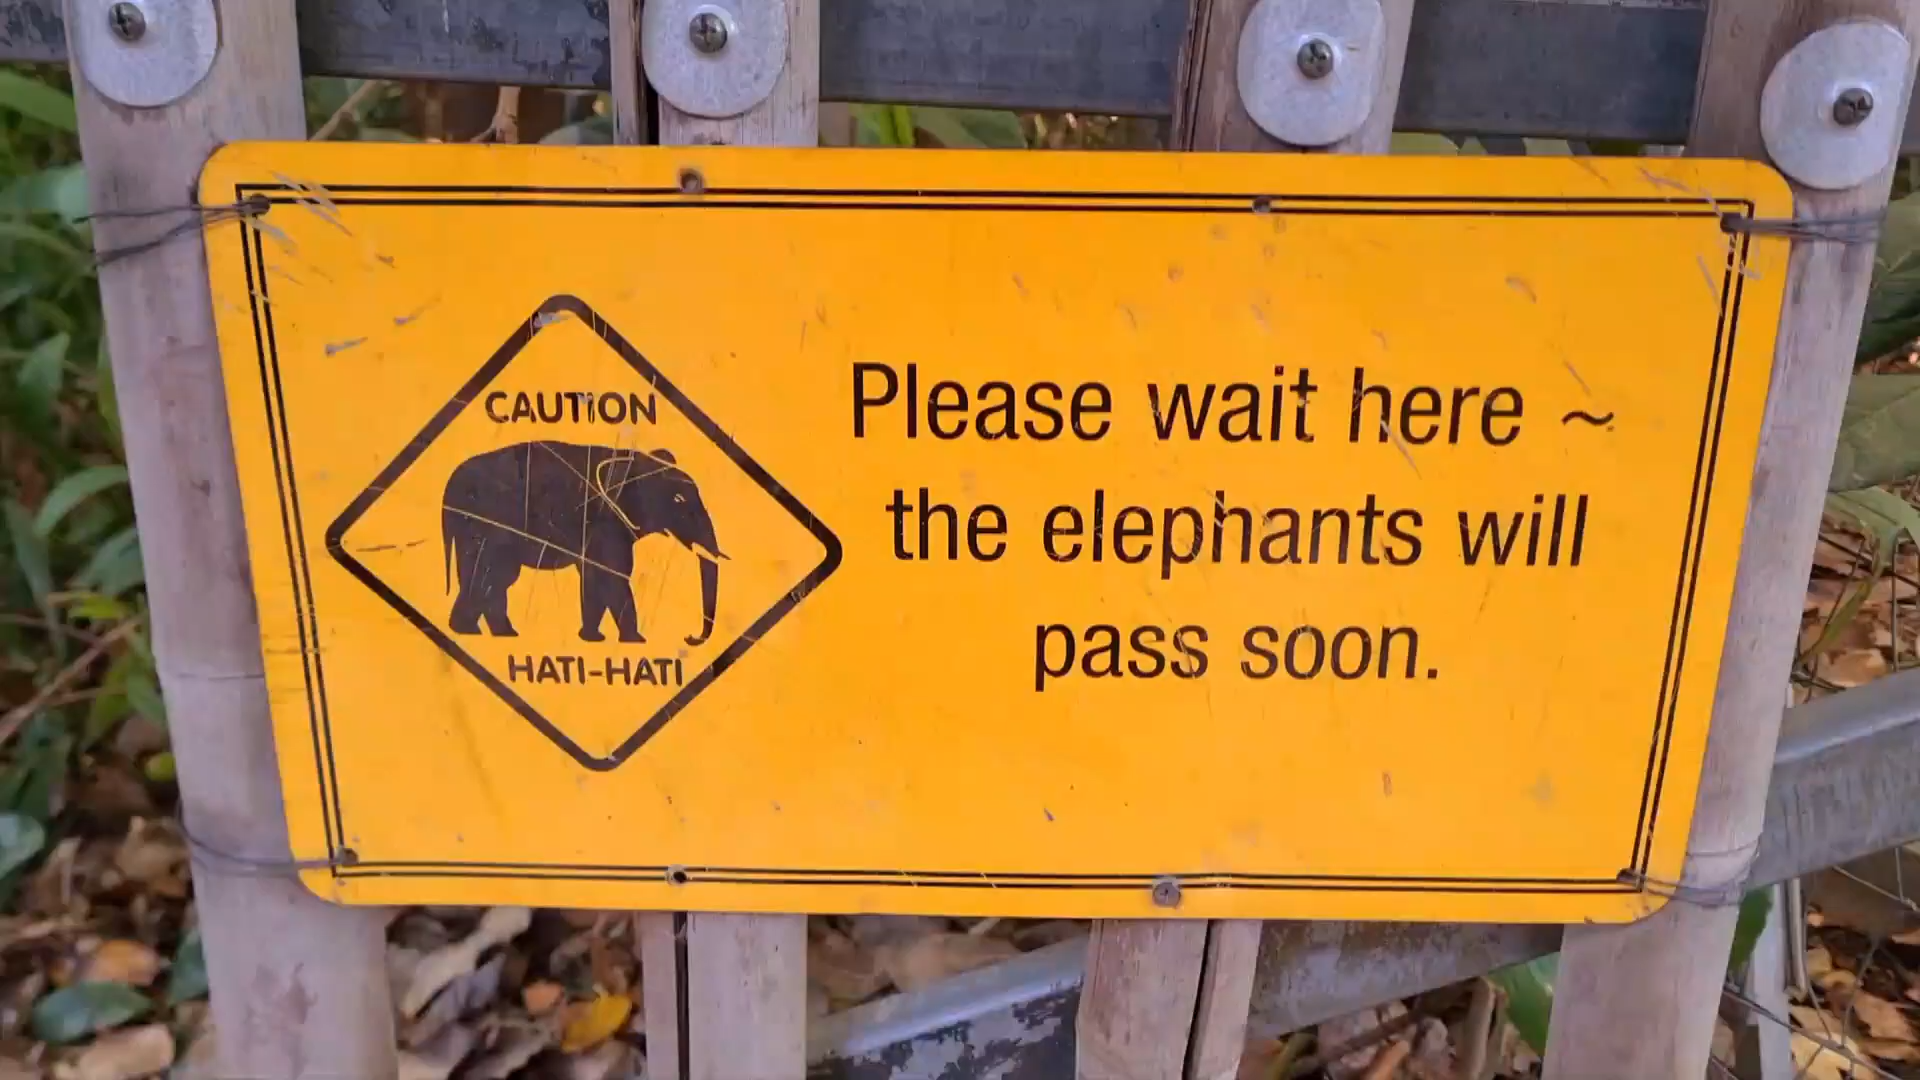 CAUTION
HATI-HATI
Please wait here ~
the elephants will
pass soon.